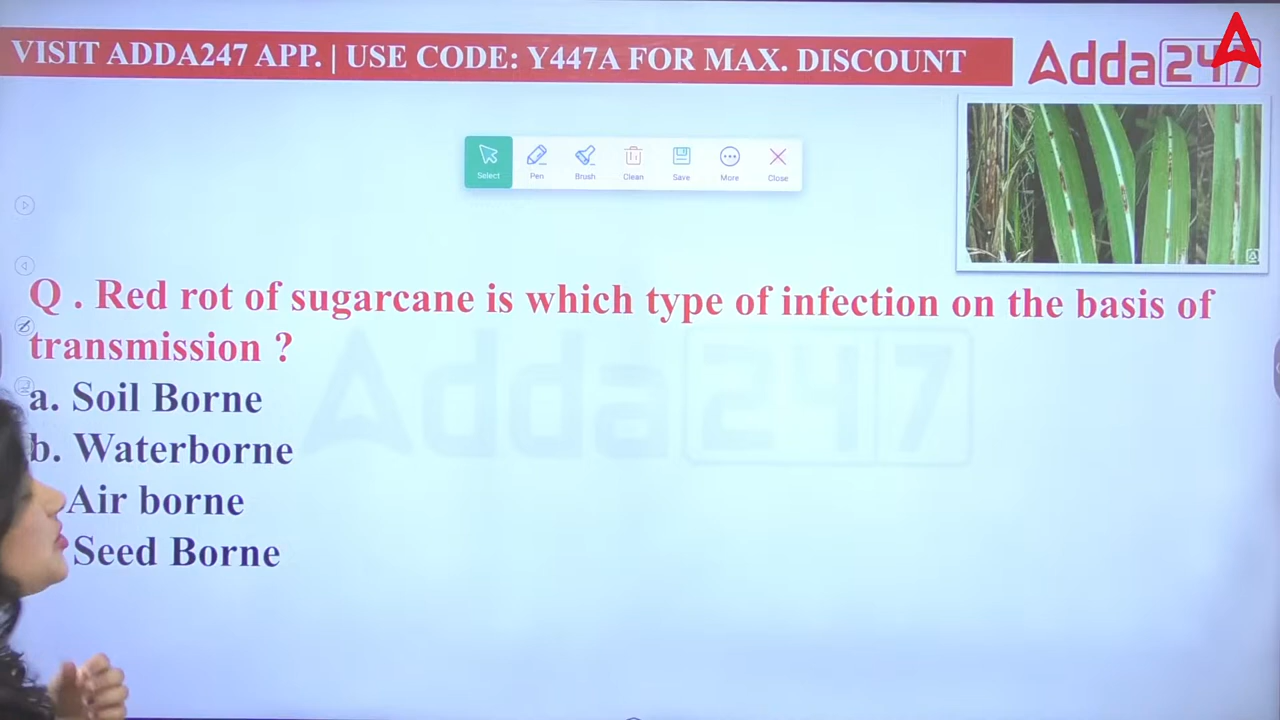 VISIT ADDA247 APP. | USE CODE: Y447A FOR MAX. DISCOUNT
Adda247
Select Pen Brush Clean Save More Close
Q . Red rot of sugarcane is which type of infection on the basis of
transmission ?
a. Soil Borne
b. Waterborne
Air borne
Seed Borne
Adda247